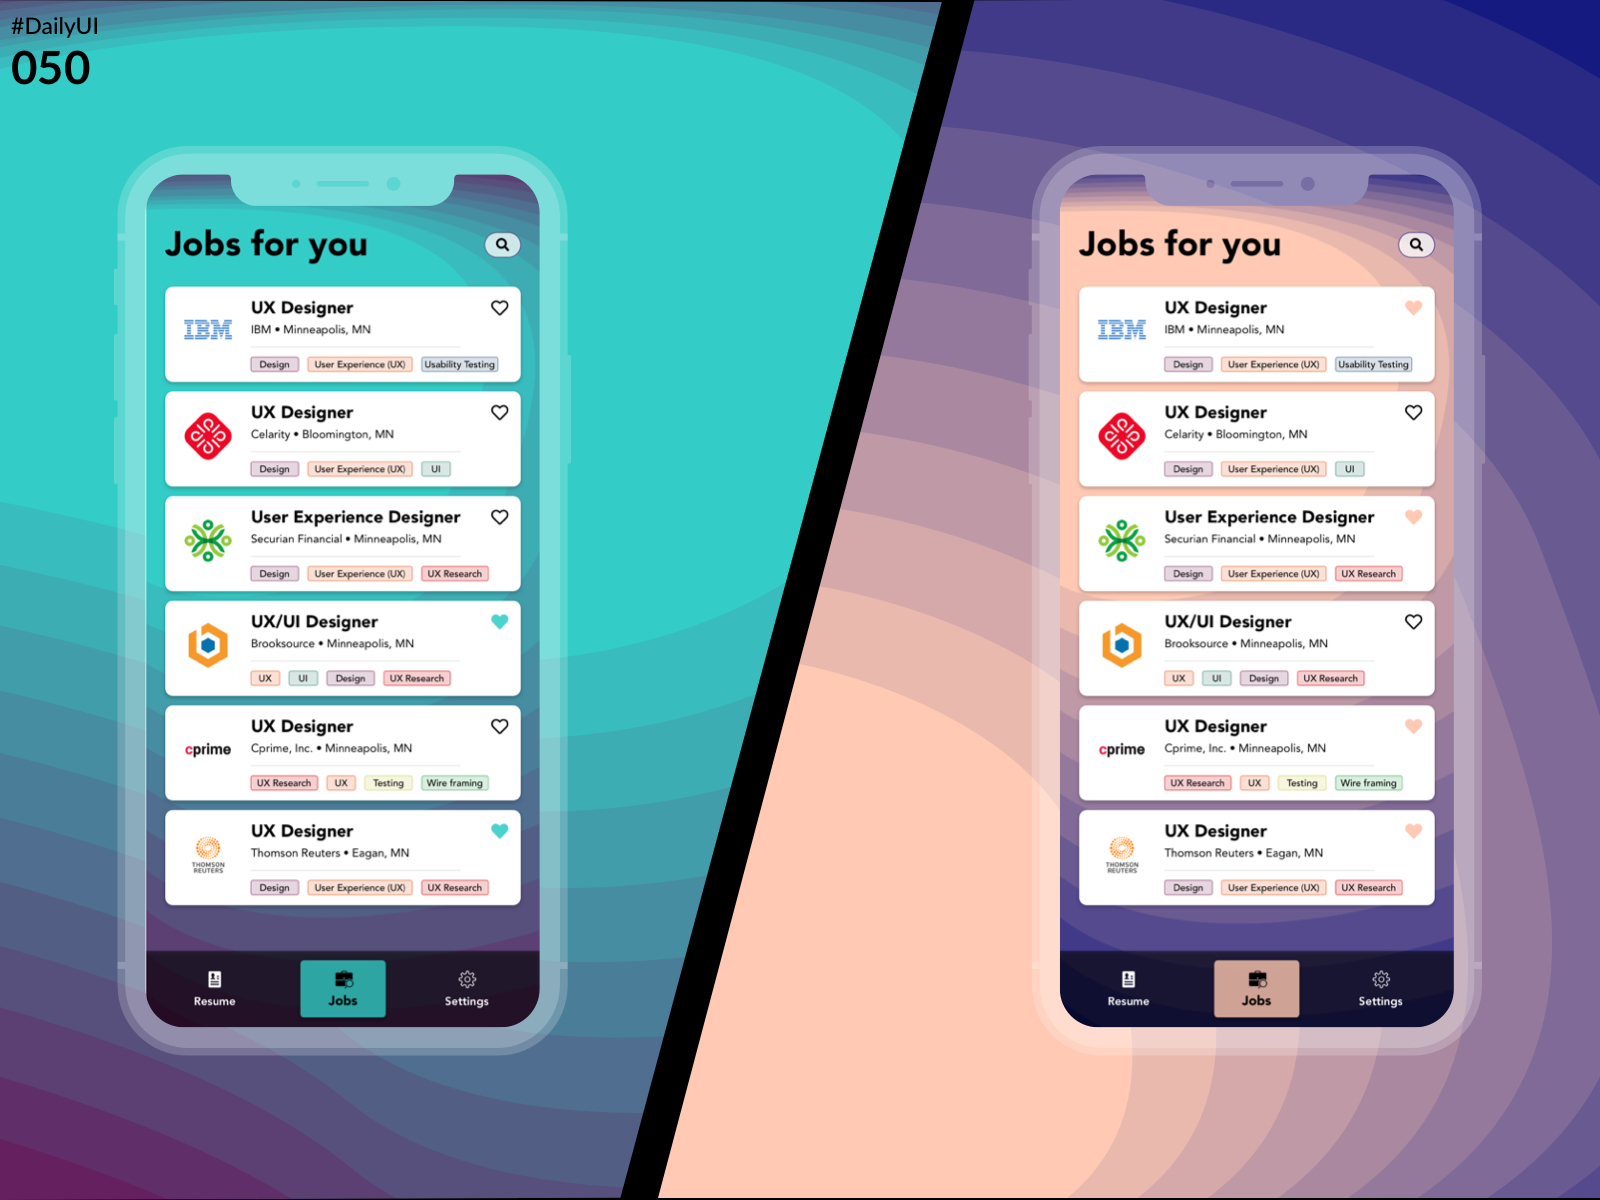 #DailyUI
050
Jobs for you
IBM
UX Designer
IBM • Minneapolis, MN
Design User Experience (UX) Usability Testing
UX Designer
Celarity • Bloomington, MN
Design User Experience (UX) UI
User Experience Designer
Securian Financial • Minneapolis, MN
Design User Experience (UX) UX Research
UX/UI Designer
Brooksource • Minneapolis, MN
UX UI Design UX Research
cprime
UX Designer
Cprime, Inc. • Minneapolis, MN
UX Research UX Testing Wire framing
THOMSON
REUTERS
UX Designer
Thomson Reuters • Eagan, MN
Design User Experience (UX) UX Research
Resume Jobs Settings
Jobs for you
IBM
UX Designer
IBM • Minneapolis, MN
Design User Experience (UX) Usability Testing
UX Designer
Celarity • Bloomington, MN
Design User Experience (UX) UI
User Experience Designer
Securian Financial • Minneapolis, MN
Design User Experience (UX) UX Research
UX/UI Designer
Brooksource • Minneapolis, MN
UX UI Design UX Research
cprime
UX Designer
Cprime, Inc. • Minneapolis, MN
UX Research UX Testing Wire framing
THOMSON
REUTERS
UX Designer
Thomson Reuters • Eagan, MN
Design User Experience (UX) UX Research
Resume Jobs Settings